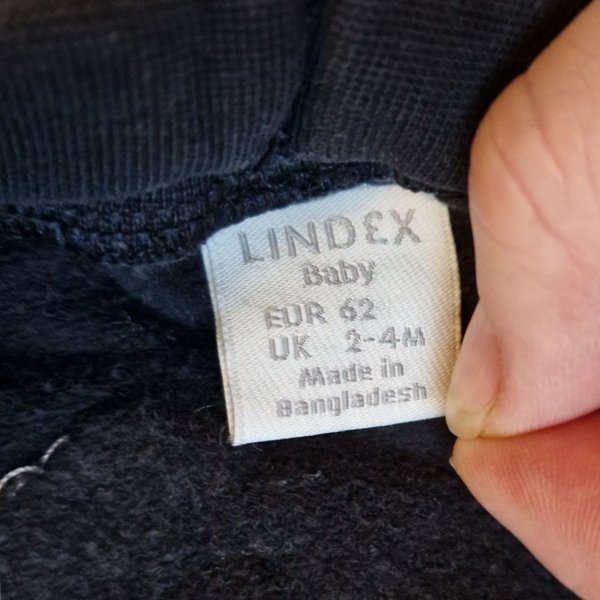 LINDEX
Baby
EUR 62
UK 2-4M
Made in
Bangladesh